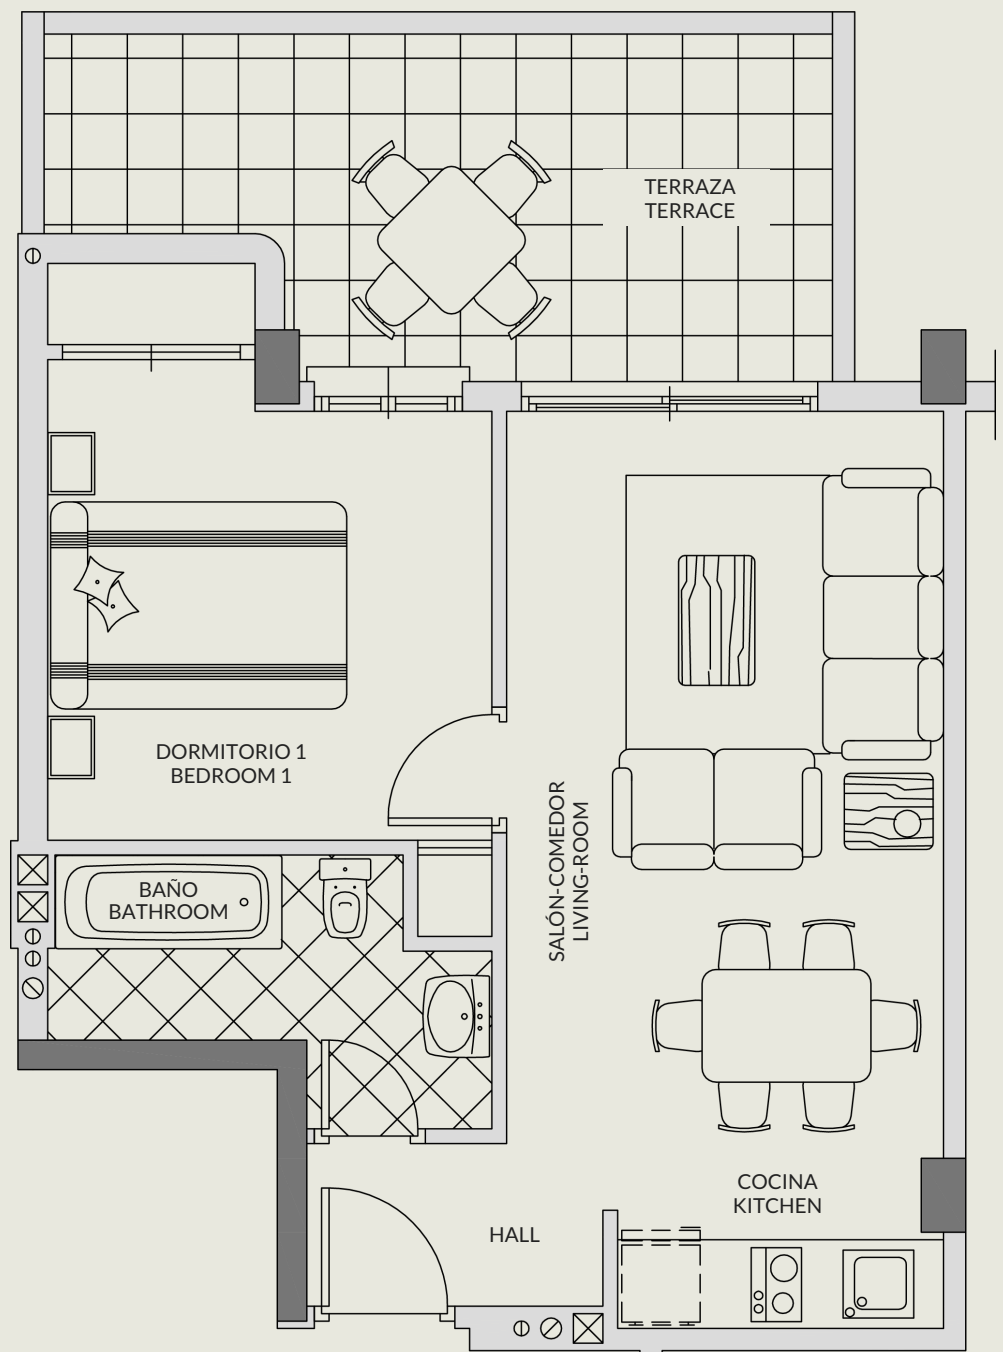 TERRAZA
TERRACE
DORMITORIO 1
BEDROOM 1
SALÓN-COMEDOR
LIVING-ROOM
BAÑO
BATHROOM
COCINA
KITCHEN
HALL